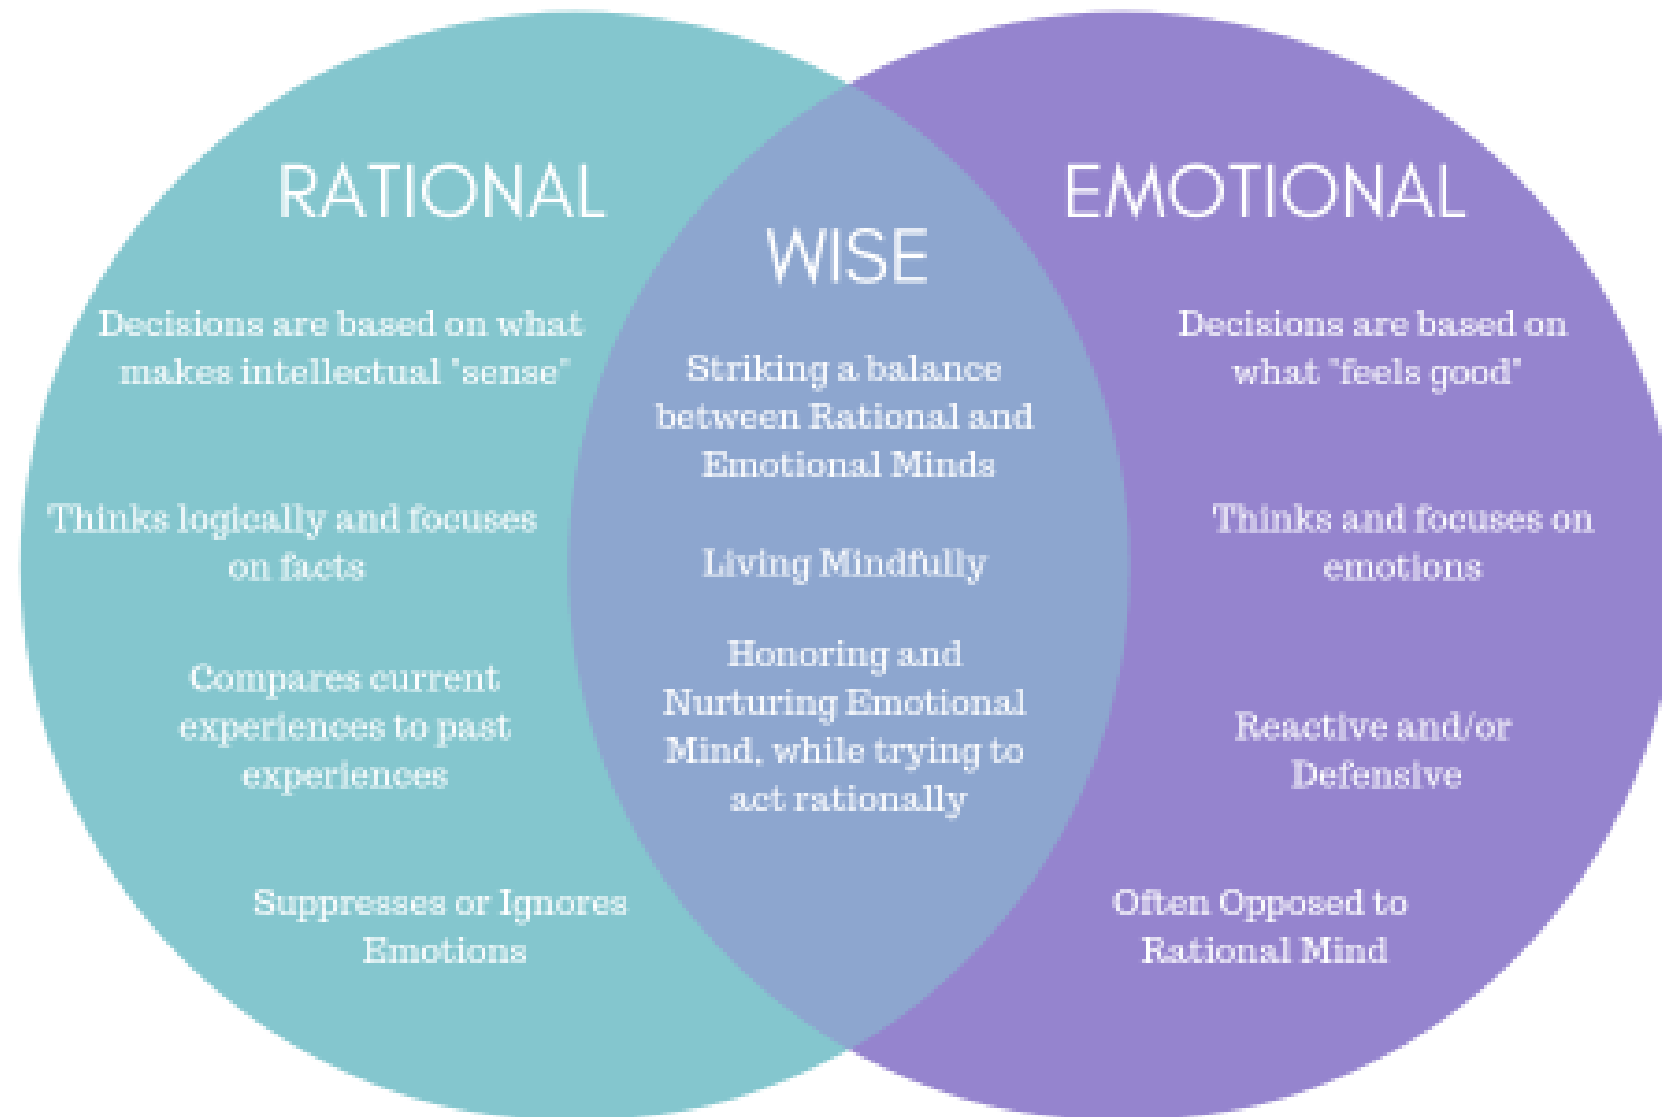 RATIONAL
Decisions are based on what
makes intellectual "sense"
Thinks logically and focuses
on facts
Compares current
experiences to past
experiences
Suppresses or Ignores
Emotions
WISE
Striking a balance
between Rational and
Emotional Minds
Living Mindfully
Honoring and
Nurturing Emotional
Mind, while trying to
act rationally
EMOTIONAL
Decisions are based on
what "feels good"
Thinks and focuses on
emotions
Reactive and/or
Defensive
Often Opposed to
Rational Mind